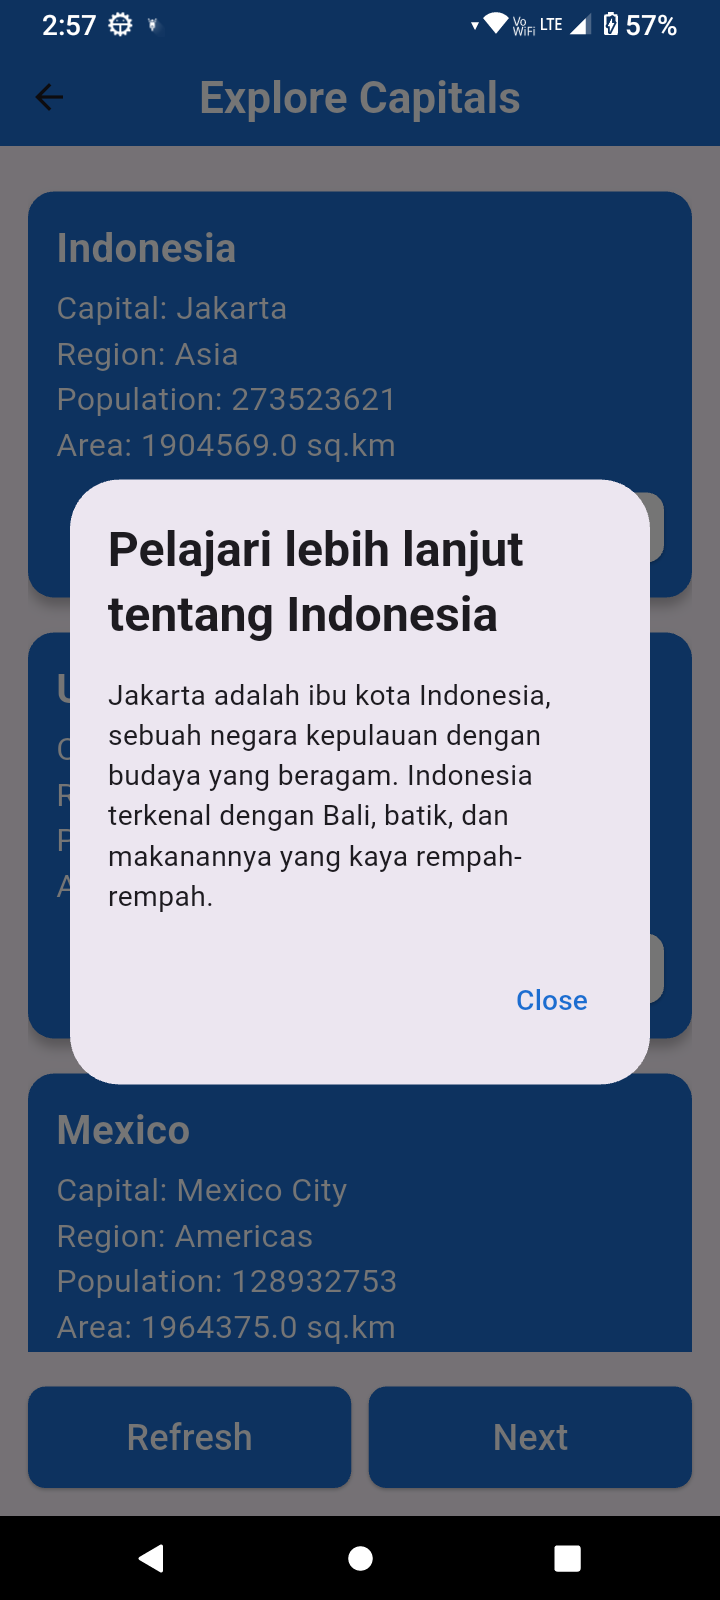 2:57
Vo WiFi LTE 57%
Explore Capitals
Indonesia
Capital: Jakarta
Region: Asia
Population: 273523621
Area: 1904569.0 sq.km
Pelajari lebih lanjut
tentang Indonesia
Jakarta adalah ibu kota Indonesia,
sebuah negara kepulauan dengan
budaya yang beragam. Indonesia
terkenal dengan Bali, batik, dan
makanannya yang kaya rempah-
rempah.
Close
Mexico
Capital: Mexico City
Region: Americas
Population: 128932753
Area: 1964375.0 sq.km
Refresh
Next